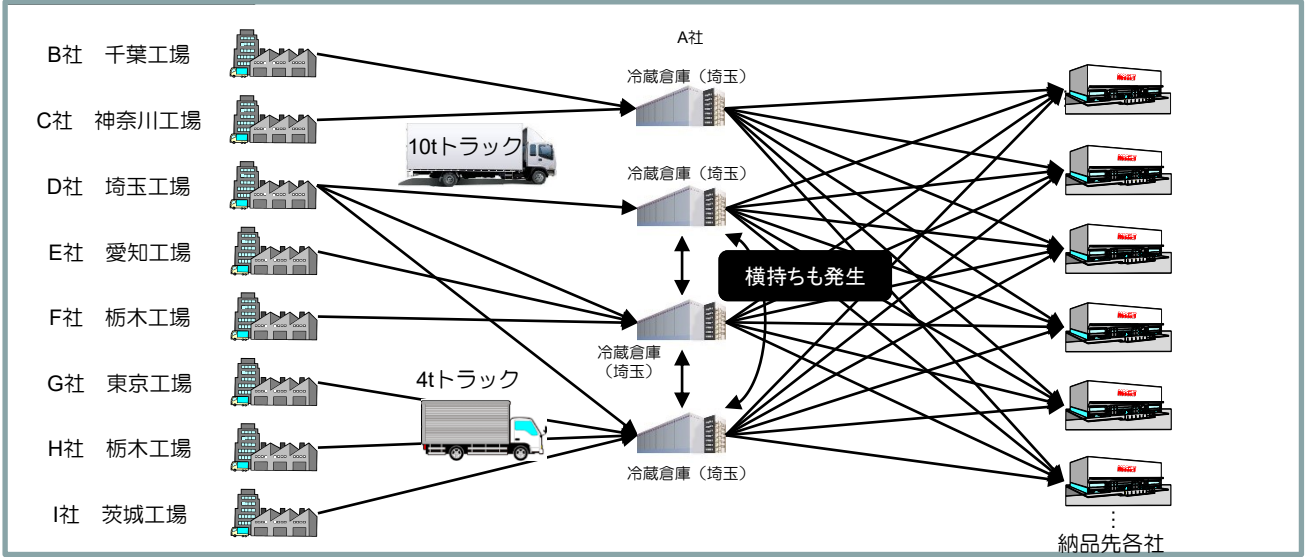 B社　千葉工場
C社　神奈川工場
D社　埼玉工場
E社　愛知工場
F社　栃木工場
G社　東京工場
H社　栃木工場
I社　茨城工場
10tトラック
4tトラック
A社
冷蔵倉庫（埼玉）
冷蔵倉庫（埼玉）
横持ちも発生
冷蔵倉庫
（埼玉）
冷蔵倉庫（埼玉）
…
納品先各社